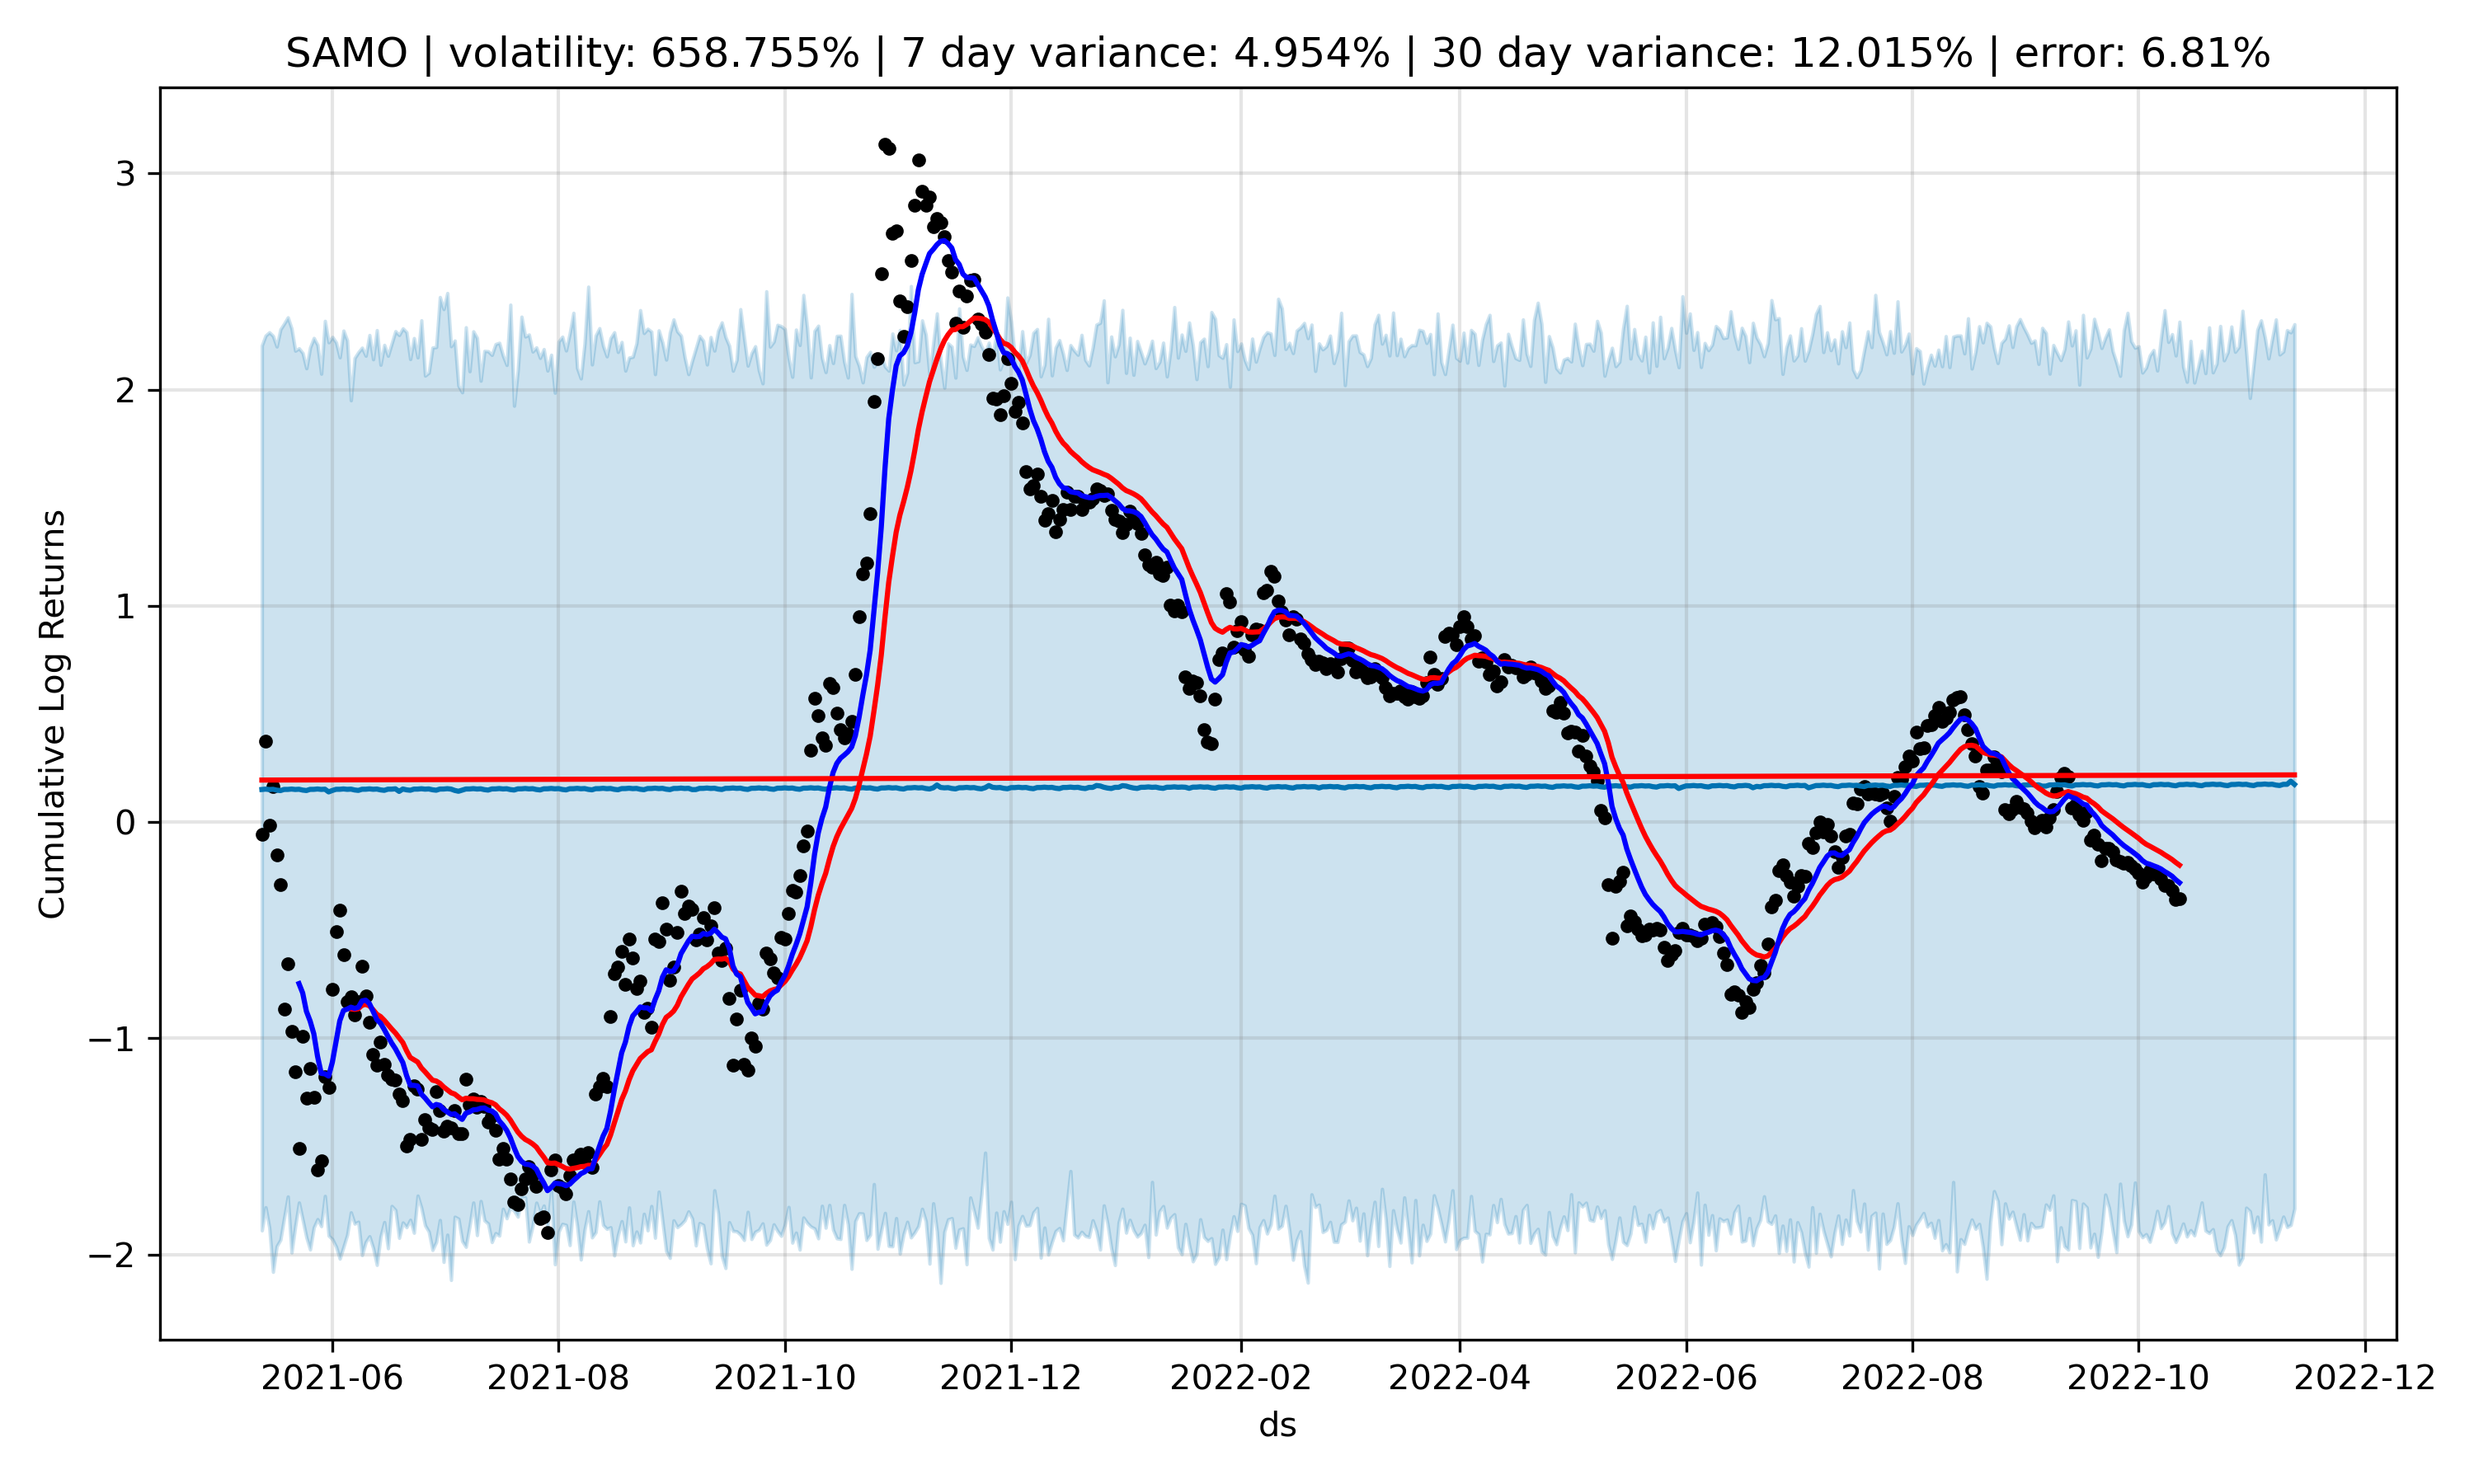 SAMO | volatility: 658.755% | 7 day variance: 4.954% | 30 day variance: 12.015% | error: 6.81%
Cumulative Log Returns
3
2
1
0
−1
−2
2021-06 2021-08 2021-10 2021-12 2022-02 2022-04 2022-06 2022-08 2022-10 2022-12
ds